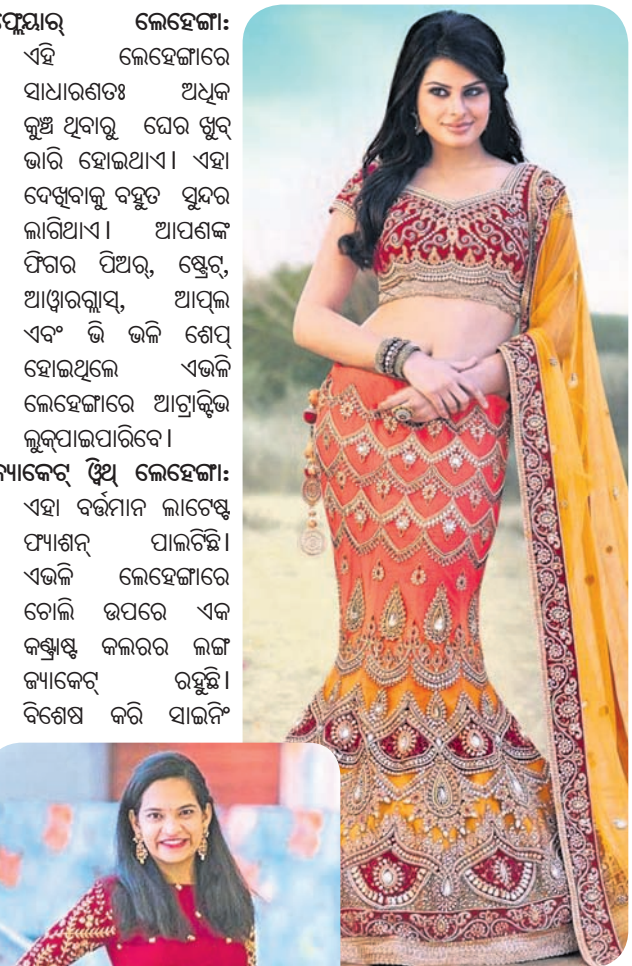 ଫ୍ଲେୟାର୍ ଲେହେଙ୍ଗା:
ଏହି ଲେହେଙ୍ଗାରେ
ସାଧାରଣତଃ ଅଧିକ
କୁଞ୍ଚ ଥିବାରୁ ଘେର ଖୁବ୍
ଭାରି ହୋଇଥାଏ। ଏହା
ଦେଖିବାକୁ ବହୁତ ସୁନ୍ଦର
ଲାଗିଥାଏ। ଆପଣଙ୍କ
ଫିଗର ପିଅର୍, ଷ୍ଟ୍ରେଟ୍,
ଆୱାରଗ୍ଲାସ୍, ଆପ୍‌ଲ
ଏବଂ ଭି ଭଳି ଶେପ୍
ହୋଇଥିଲେ ଏଭଳି
ଲେହେଙ୍ଗାରେ ଆଟ୍ରାକ୍ଟିଭ
ଲୁକ୍‌ପାଇପାରିବେ।
ଜ୍ୟାକେଟ୍ ୱିଥ୍ ଲେହେଙ୍ଗା:
ଏହା ବର୍ତ୍ତମାନ ଲାଟେଷ୍ଟ
ଫ୍ୟାଶନ୍ ପାଲଟିଛି।
ଏଭଳି ଲେହେଙ୍ଗାରେ
ଚୋଲି ଉପରେ ଏକ
କଣ୍ଟ୍ରାଷ୍ଟ କଲରର ଲଙ୍ଗ
ଜ୍ୟାକେଟ୍ ରହୁଛି।
ବିଶେଷ କରି ସାଇନିଂ